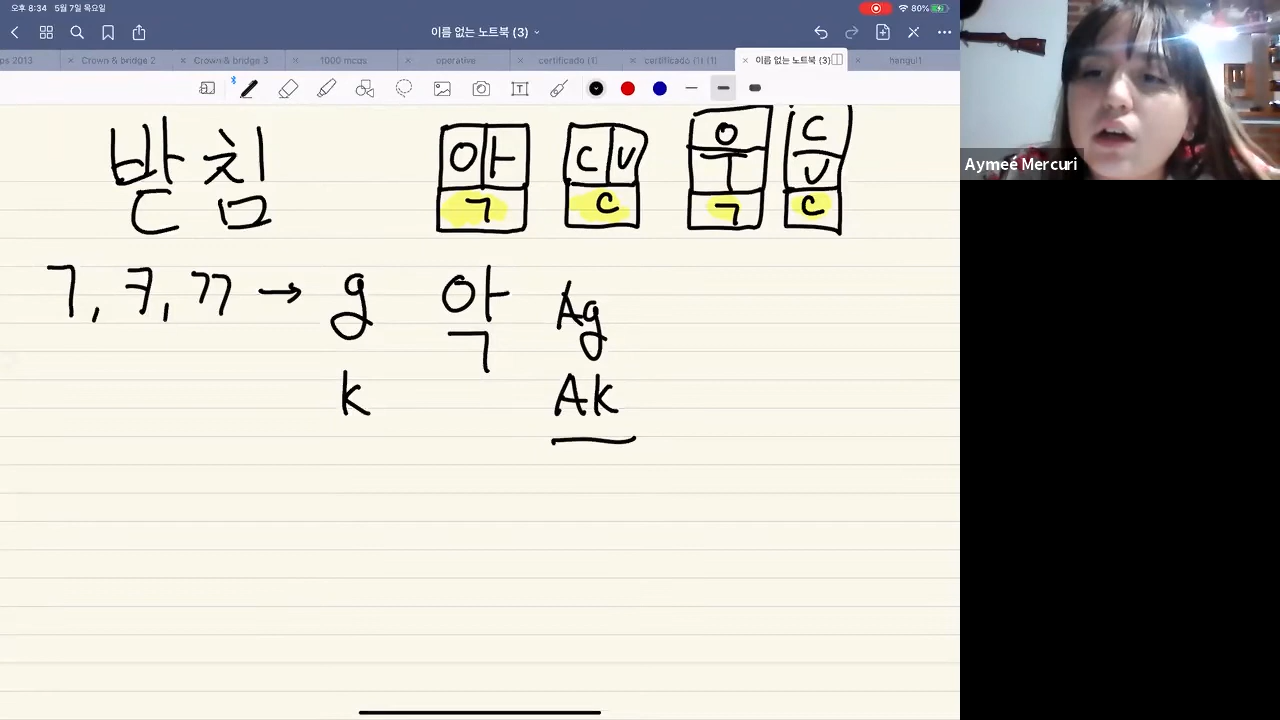 오후 8:34 5월 7일 목요일
80%
이름 없는 노트북 (3)
ps 2013 Crown & bridge 2 Crown & bridge 3 1000 mcqs operative certificado (1) certificado (1) (1) 이름 없는 노트북 (3) hangul1
Aymeé Mercuri
받침
아 ㄱ
C V C
우 ㄱ
C V C
ㄱ, ㅋ, ㄲ → g 악 Ag
k Ak